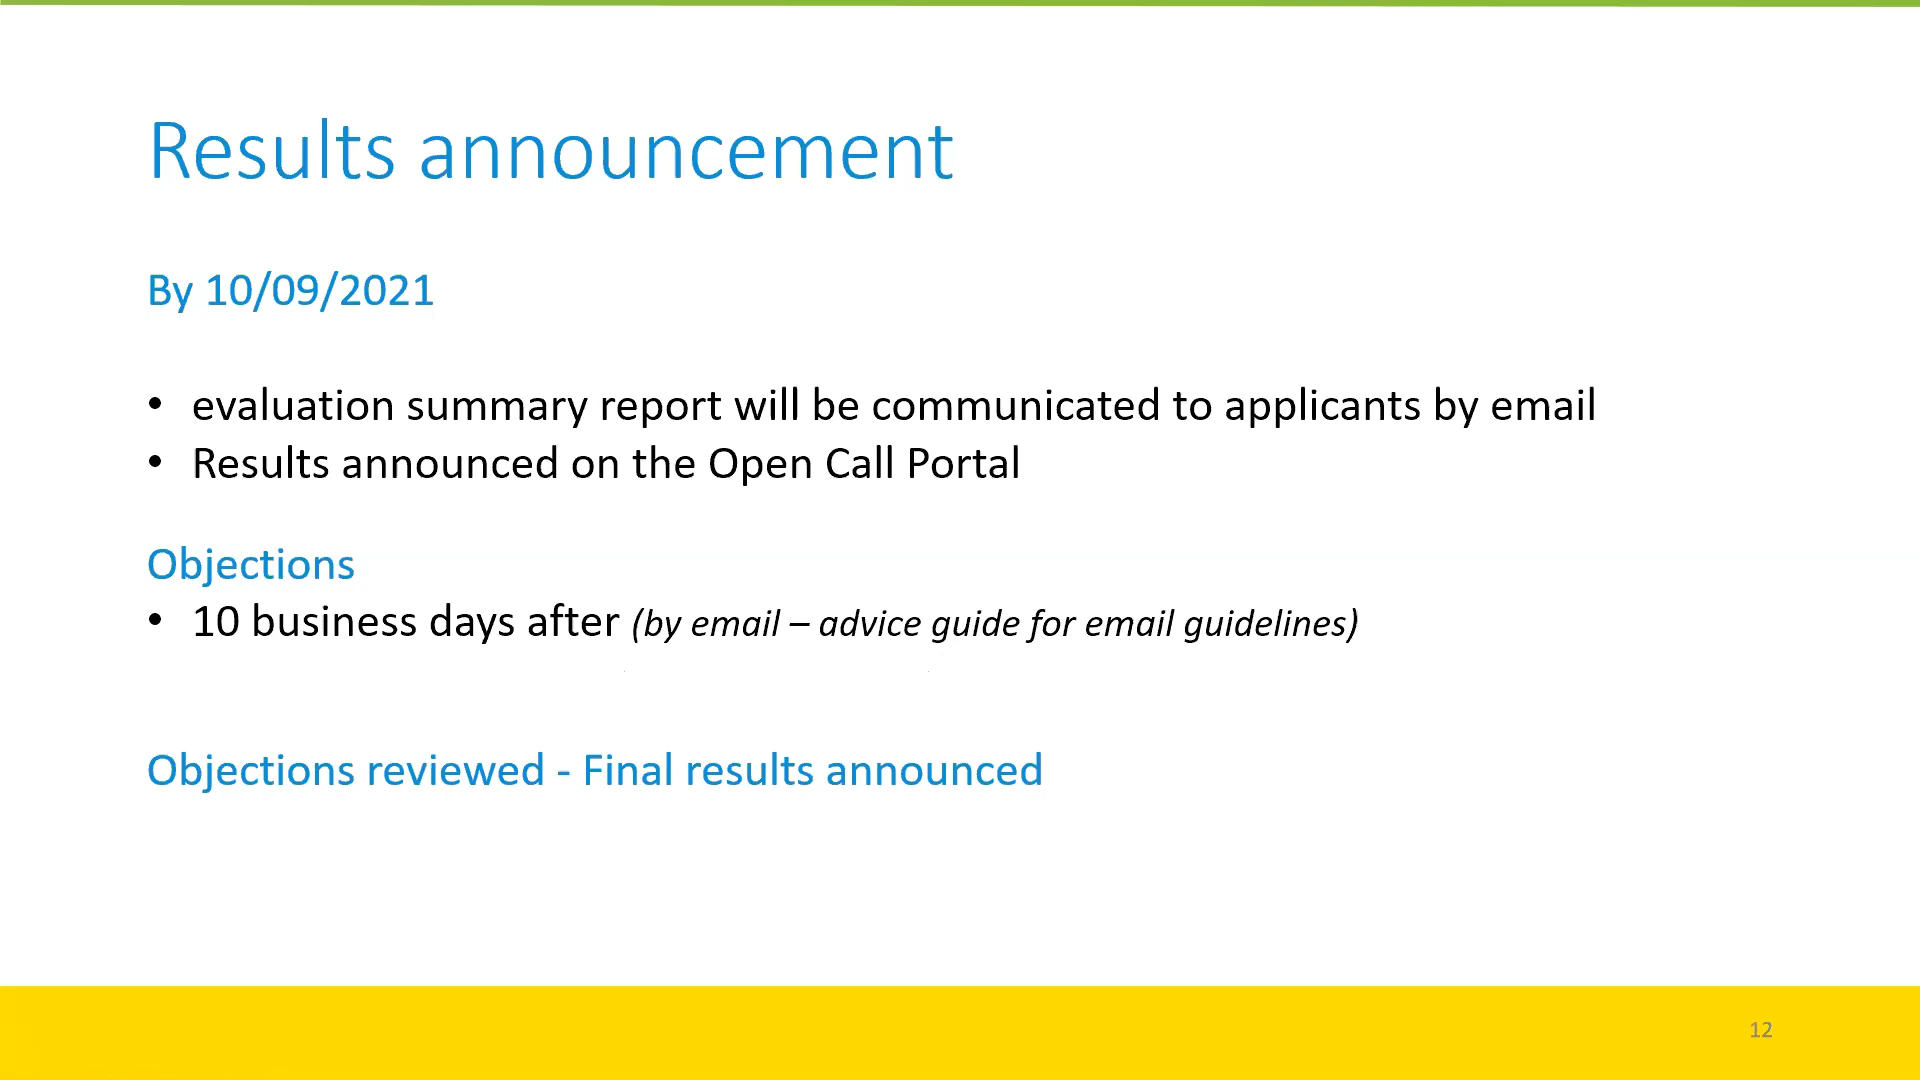 Results announcement
By 10/09/2021
• evaluation summary report will be communicated to applicants by email
• Results announced on the Open Call Portal
Objections
• 10 business days after (by email – advice guide for email guidelines)
Objections reviewed - Final results announced
12